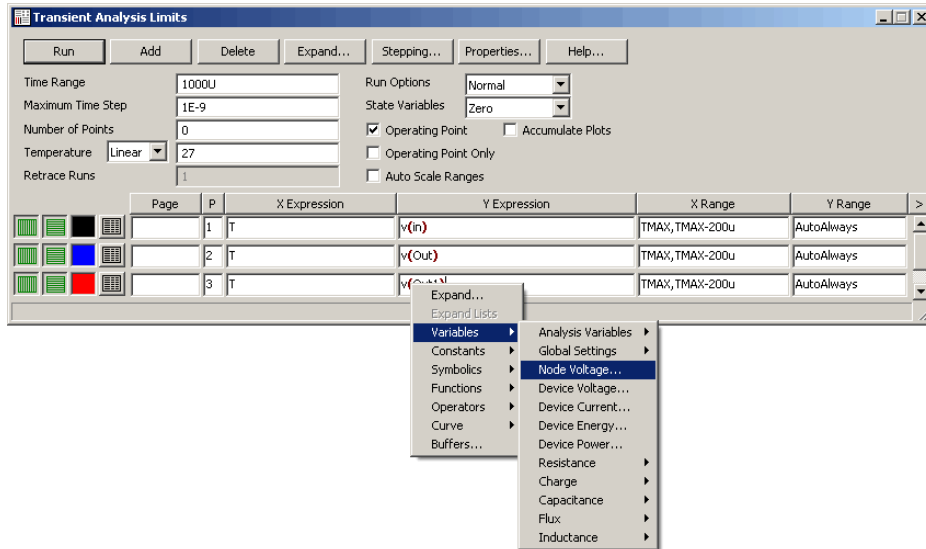 Transient Analysis Limits
Run Add Delete Expand... Stepping... Properties... Help...
Time Range 1000U Run Options Normal
Maximum Time Step 1E-9 State Variables Zero
Number of Points 0 Operating Point Accumulate Plots
Temperature Linear 27 Operating Point Only
Retrace Runs 1 Auto Scale Ranges
Page P X Expression Y Expression X Range Y Range >
1 T v(in) TMAX,TMAX-200u AutoAlways
2 T v(Out) TMAX,TMAX-200u AutoAlways
3 T v(Out1) TMAX,TMAX-200u AutoAlways
Expand...
Expand Lists
Variables
Constants
Symbolics
Functions
Operators
Curve
Buffers...
Analysis Variables
Global Settings
Node Voltage...
Device Voltage...
Device Current...
Device Energy...
Device Power...
Resistance
Charge
Capacitance
Flux
Inductance